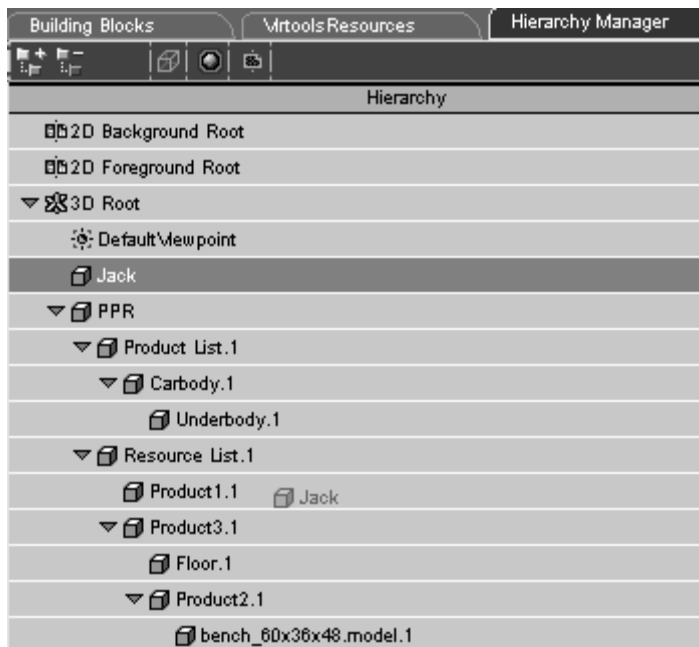 Building Blocks Virtools Resources Hierarchy Manager
Hierarchy
2D Background Root
2D Foreground Root
3D Root
Default Viewpoint
Jack
PPR
Product List.1
Carbody.1
Underbody.1
Resource List.1
Product1.1 Jack
Product3.1
Floor.1
Product2.1
bench_60x36x48.model.1